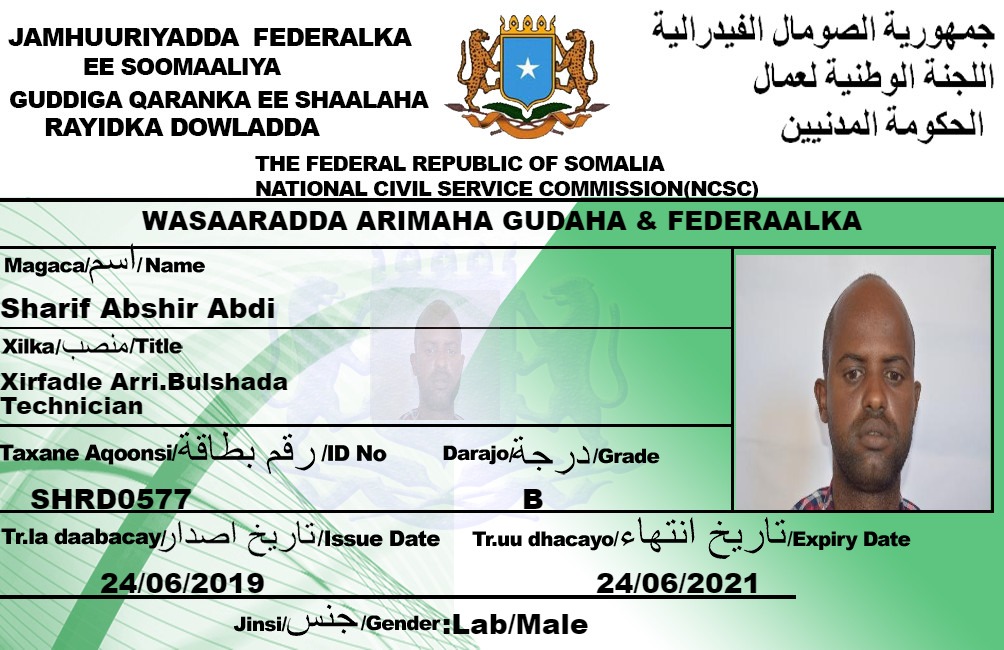 JAMHUURIYADDA FEDERALKA
EE SOOMAALIYA
GUDDIGA QARANKA EE SHAALAHA
RAYIDKA DOWLADDA
جمهورية الصومال الفيدرالية
اللجنة الوطنية لعمال
الحكومة المدنيين
THE FEDERAL REPUBLIC OF SOMALIA
NATIONAL CIVIL SERVICE COMMISSION(NCSC)
WASAARADDA ARIMAHA GUDAHA & FEDERAALKA
Magaca/اسم/Name
Sharif Abshir Abdi
Xilka/منصب/Title
Xirfadle Arri.Bulshada
Technician
Taxane Aqoonsi/رقم بطاقة/ID No
Darajo/درجة/Grade
SHRD0577
B
Tr.la daabacay/تاريخ اصدار/Issue Date
Tr.uu dhacayo/تاريخ انتهاء/Expiry Date
24/06/2019
24/06/2021
Jinsi/جنس/Gender:Lab/Male